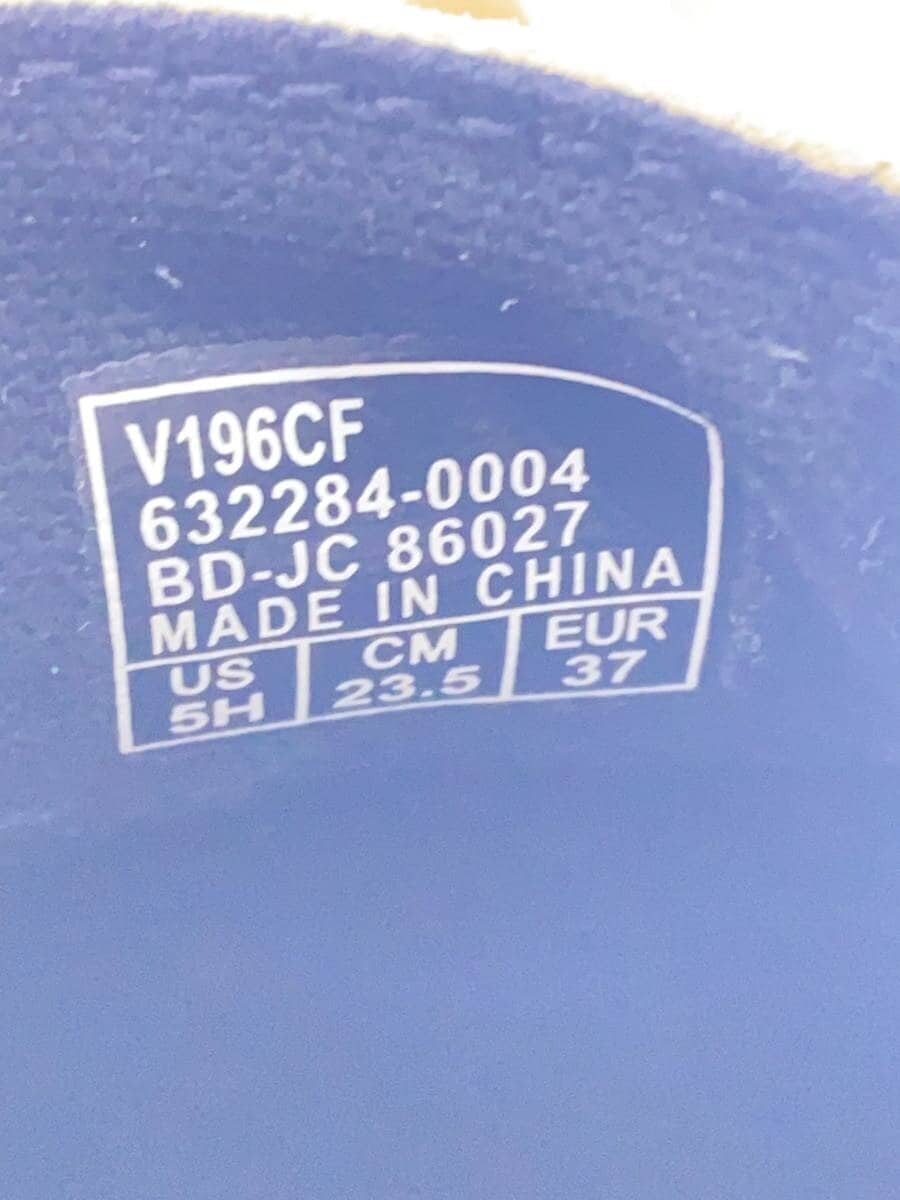 V196CF
632284-0004
BD-JC 86027
MADE IN CHINA
US CM EUR
5H 23.5 37